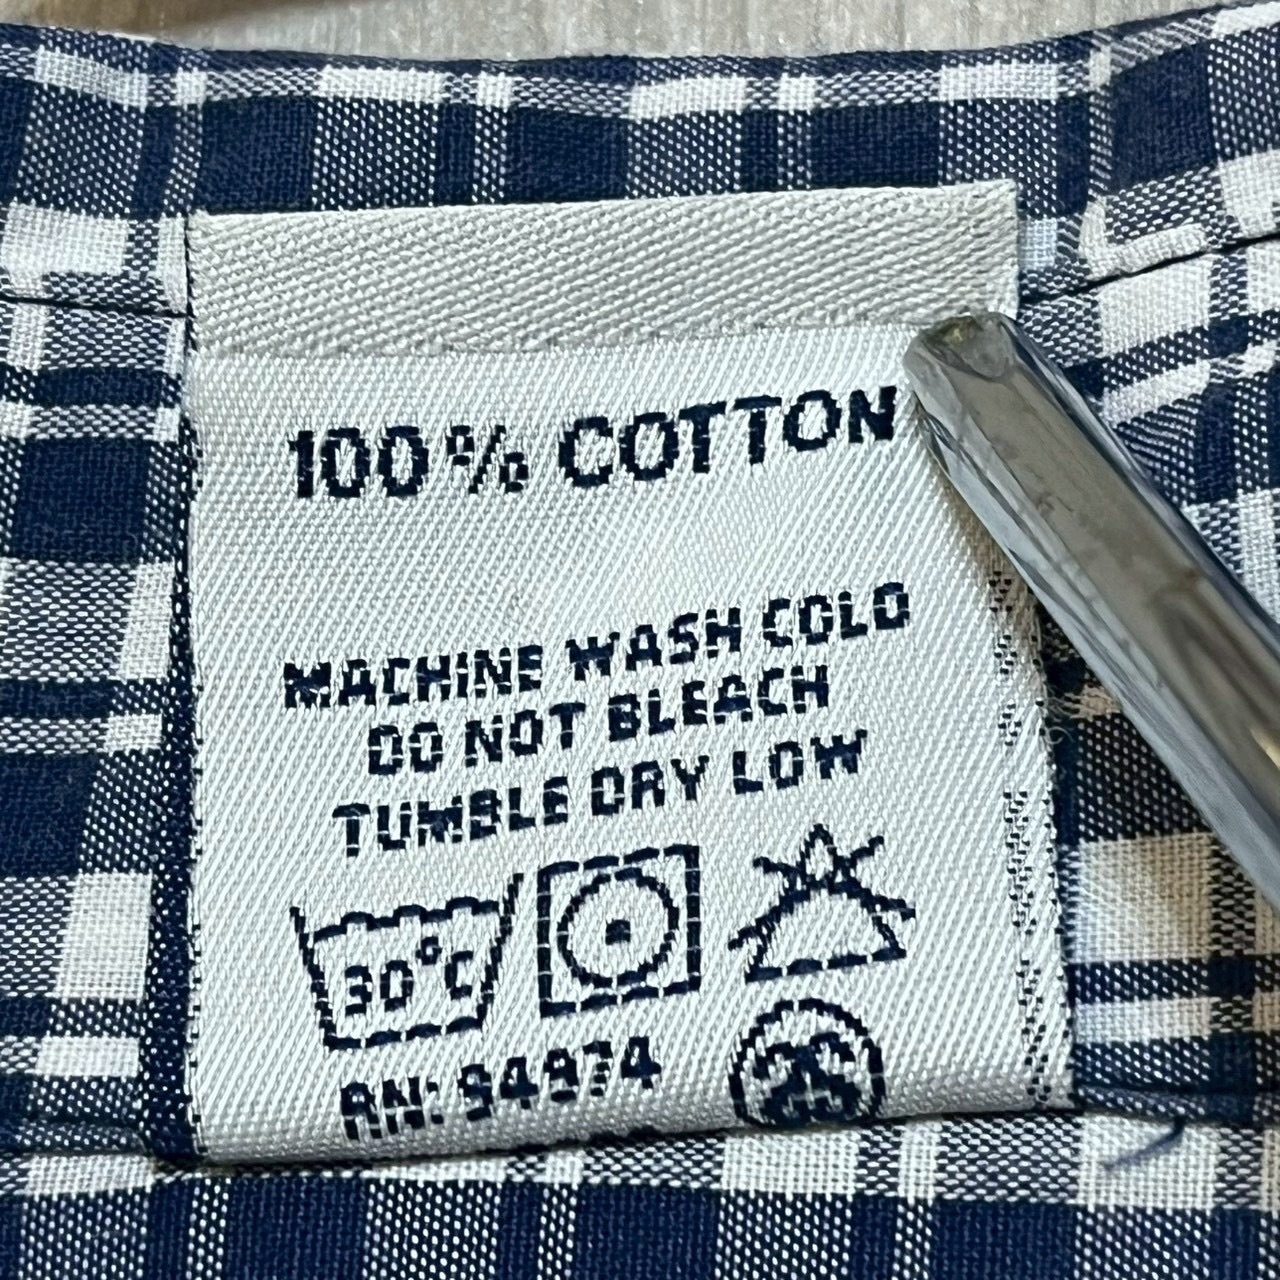 100% COTTON
MACHINE WASH COLD
DO NOT BLEACH
TUMBLE DRY LOW
30°C
RN: 94974